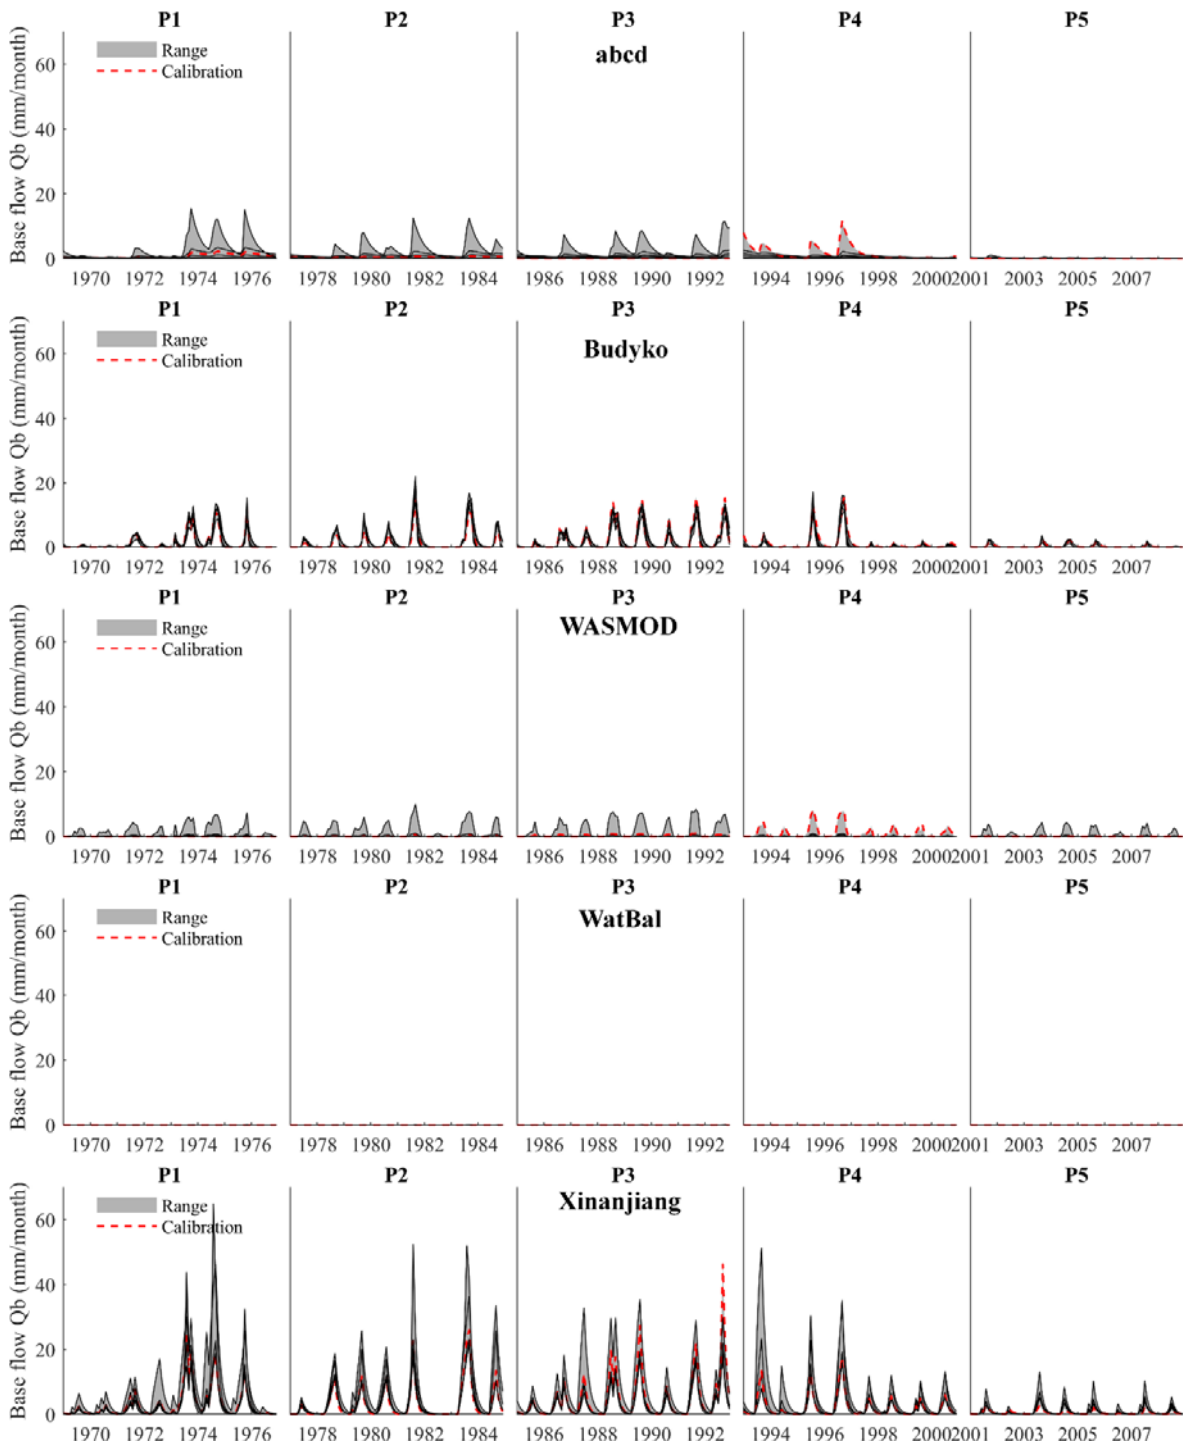 P1 P2 P3 P4 P5
Base flow Qb (mm/month)
Range
Calibration
abcd
60
40
20
0
1970 1972 1974 1976 1978 1980 1982 1984 1986 1988 1990 1992 1994 1996 1998 2000 2001 2003 2005 2007
P1 P2 P3 P4 P5
Base flow Qb (mm/month)
Range
Calibration
Budyko
60
40
20
0
1970 1972 1974 1976 1978 1980 1982 1984 1986 1988 1990 1992 1994 1996 1998 2000 2001 2003 2005 2007
P1 P2 P3 P4 P5
Base flow Qb (mm/month)
Range
Calibration
WASMOD
60
40
20
0
1970 1972 1974 1976 1978 1980 1982 1984 1986 1988 1990 1992 1994 1996 1998 2000 2001 2003 2005 2007
P1 P2 P3 P4 P5
Base flow Qb (mm/month)
Range
Calibration
WatBal
60
40
20
0
1970 1972 1974 1976 1978 1980 1982 1984 1986 1988 1990 1992 1994 1996 1998 2000 2001 2003 2005 2007
P1 P2 P3 P4 P5
Base flow Qb (mm/month)
Range
Calibration
Xinanjiang
60
40
20
0
1970 1972 1974 1976 1978 1980 1982 1984 1986 1988 1990 1992 1994 1996 1998 2000 2001 2003 2005 2007